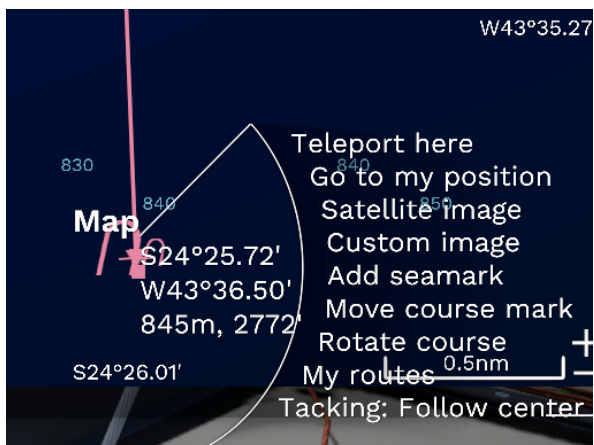 W43°35.27
Teleport here
830
840
Go to my position
840
850
Satellite image
Map
Custom image
S24°25.72'
Add seamark
W43°36.50'
Move course mark
845m, 2772'
Rotate course
+
0.5nm
S24°26.01'
My routes
−
Tacking: Follow center